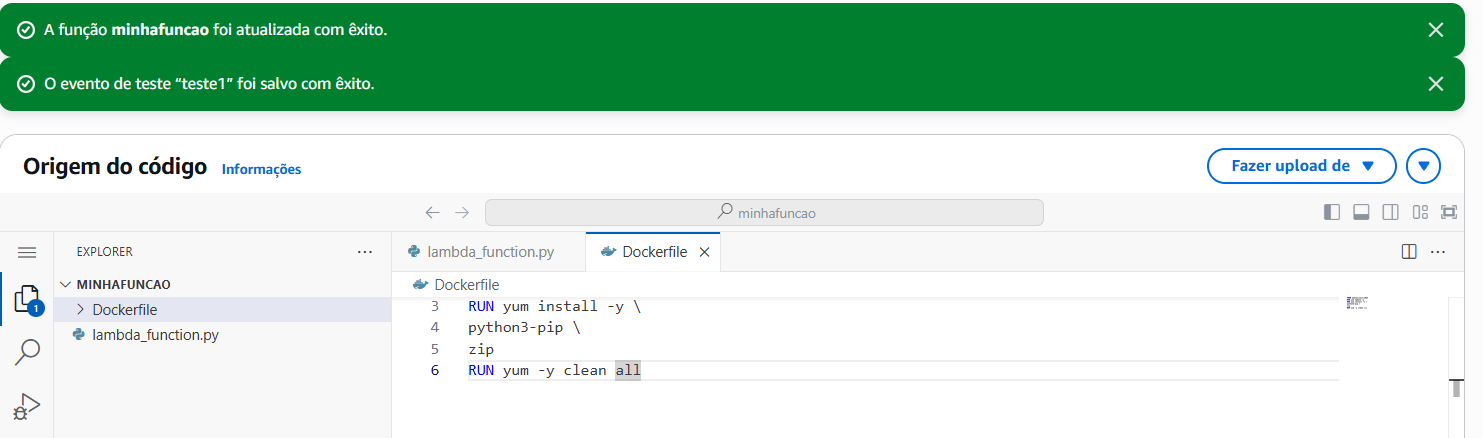 A função minhafuncao foi atualizada com êxito.
O evento de teste “teste1” foi salvo com êxito.
Origem do código Informações
Fazer upload de
minhafuncao
EXPLORER
lambda_function.py
Dockerfile
MINHAFUNCAO
Dockerfile
1
Dockerfile
lambda_function.py
3 RUN yum install -y \
4 python3-pip \
5 zip
6 RUN yum -y clean all